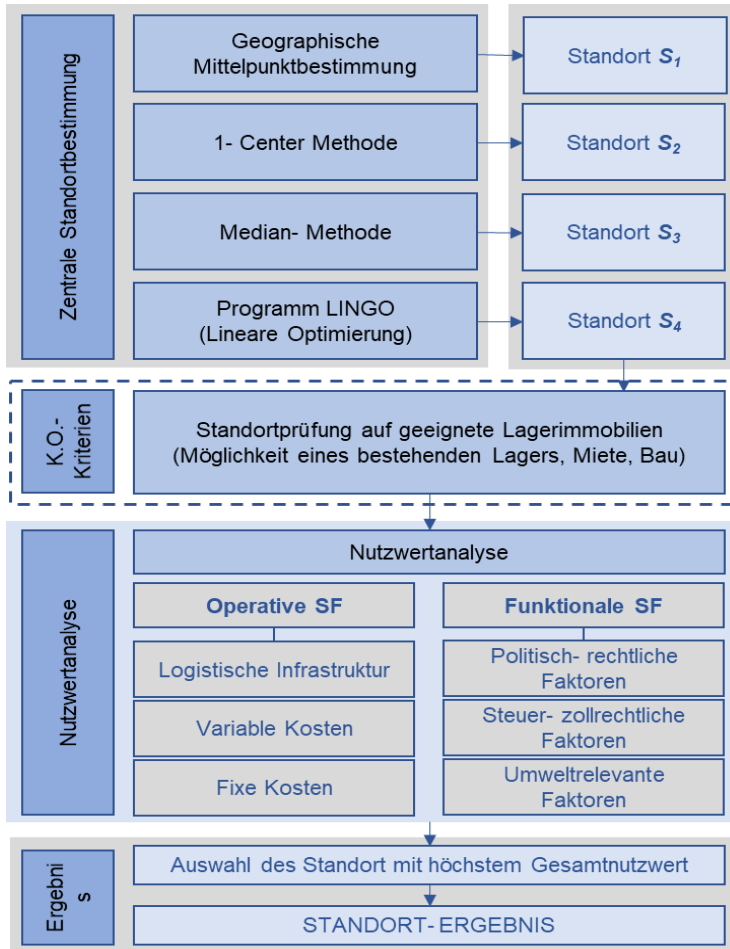 Zentrale Standortbestimmung
Geographische
Mittelpunktbestimmung
Standort S1
1- Center Methode
Standort S2
Median- Methode
Standort S3
Programm LINGO
(Lineare Optimierung)
Standort S4
K.O.-
Kriterien
Standortprüfung auf geeignete Lagerimmobilien
(Möglichkeit eines bestehenden Lagers, Miete, Bau)
Nutzwertanalyse
Nutzwertanalyse
Operative SF
Logistische Infrastruktur
Variable Kosten
Fixe Kosten
Funktionale SF
Politisch- rechtliche
Faktoren
Steuer- zollrechtliche
Faktoren
Umweltrelevante
Faktoren
Ergebni
s
Auswahl des Standort mit höchstem Gesamtnutzwert
STANDORT- ERGEBNIS